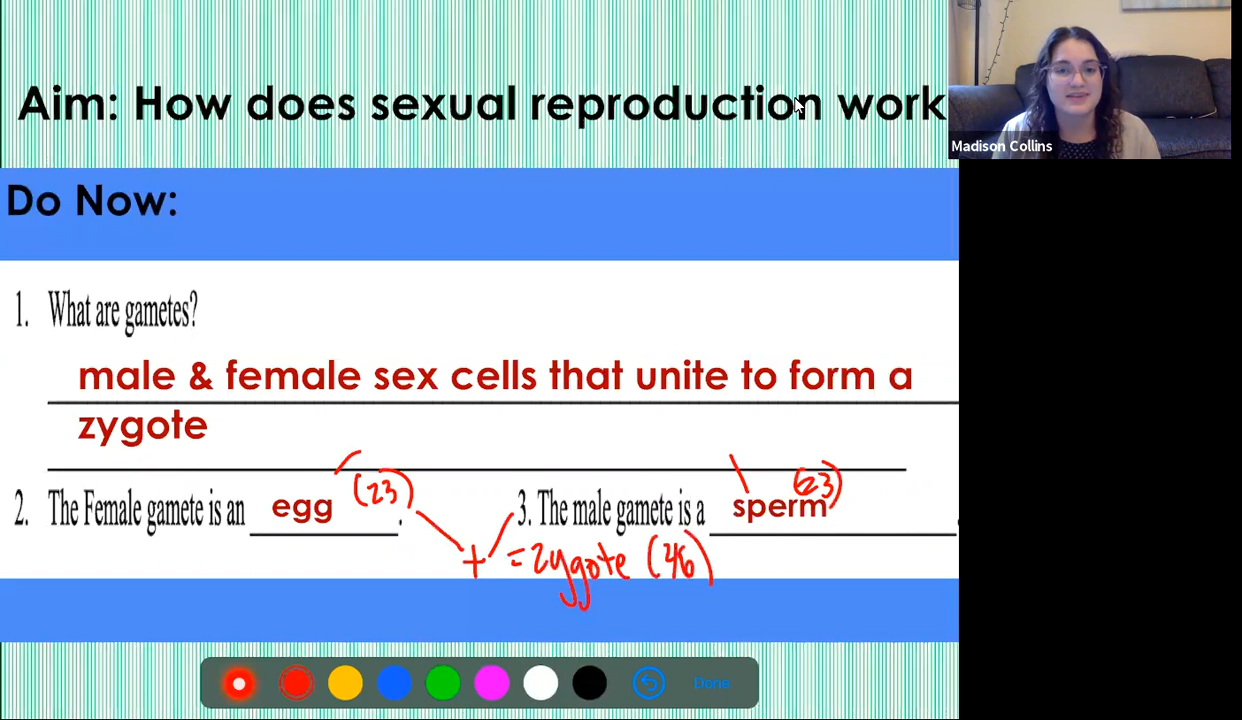 Aim: How does sexual reproduction work
Madison Collins
Do Now:
1. What are gametes?
male & female sex cells that unite to form a
zygote
2. The Female gamete is an egg (23). 3. The male gamete is a sperm (23).
+ = zygote (46)
Done